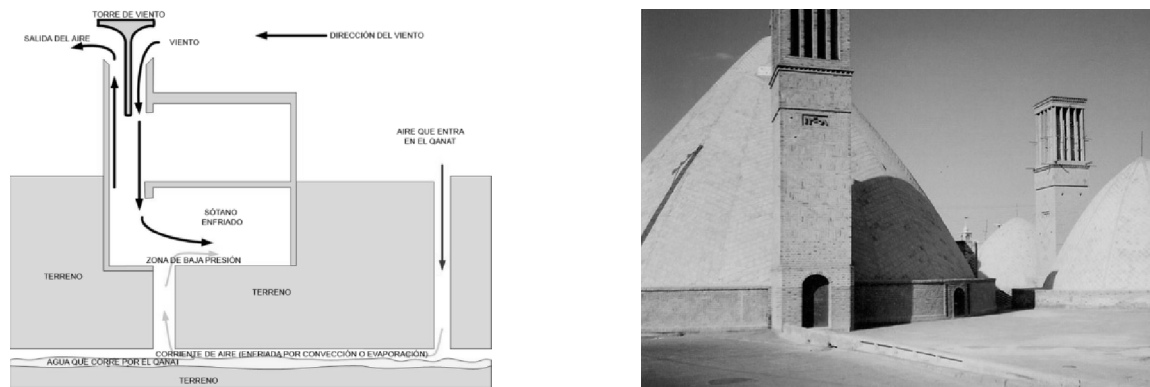 TORRE DE VIENTO
SALIDA DEL AIRE
VIENTO
DIRECCIÓN DEL VIENTO
AIRE QUE ENTRA
EN EL QANAT
SÓTANO
ENFRIADO
ZONA DE BAJA PRESIÓN
TERRENO
TERRENO
CORRIENTE DE AIRE (ENERIADA POR CONVECCIÓN O EVAPORACIÓN)
AGUA QUE CORRE POR EL QANAT
TERRENO